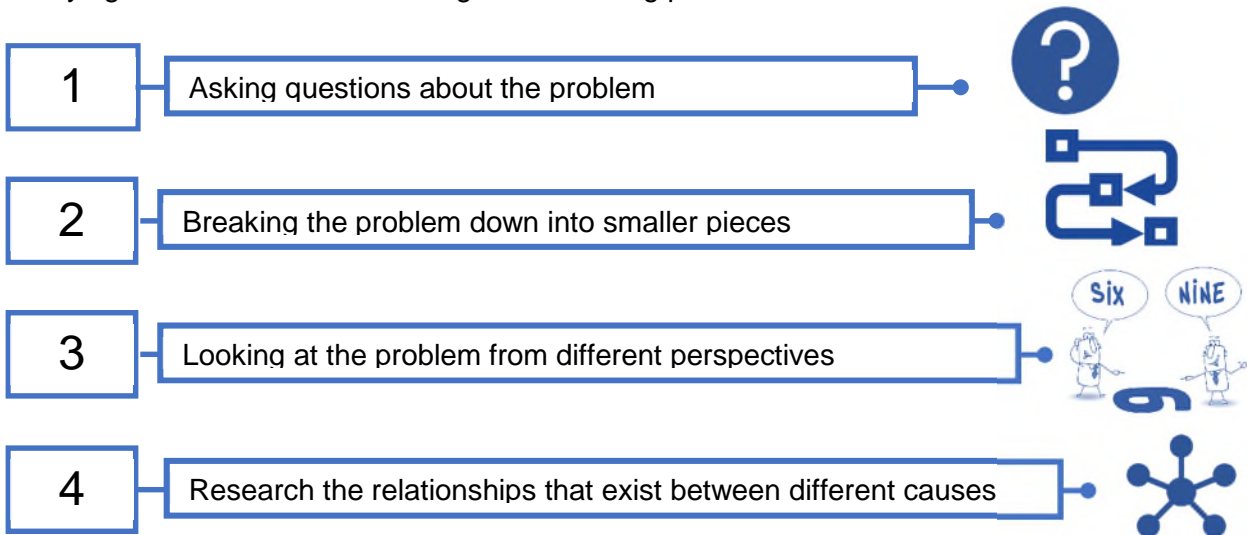 1 Asking questions about the problem
2 Breaking the problem down into smaller pieces
SIX NINE
3 Looking at the problem from different perspectives
4 Research the relationships that exist between different causes